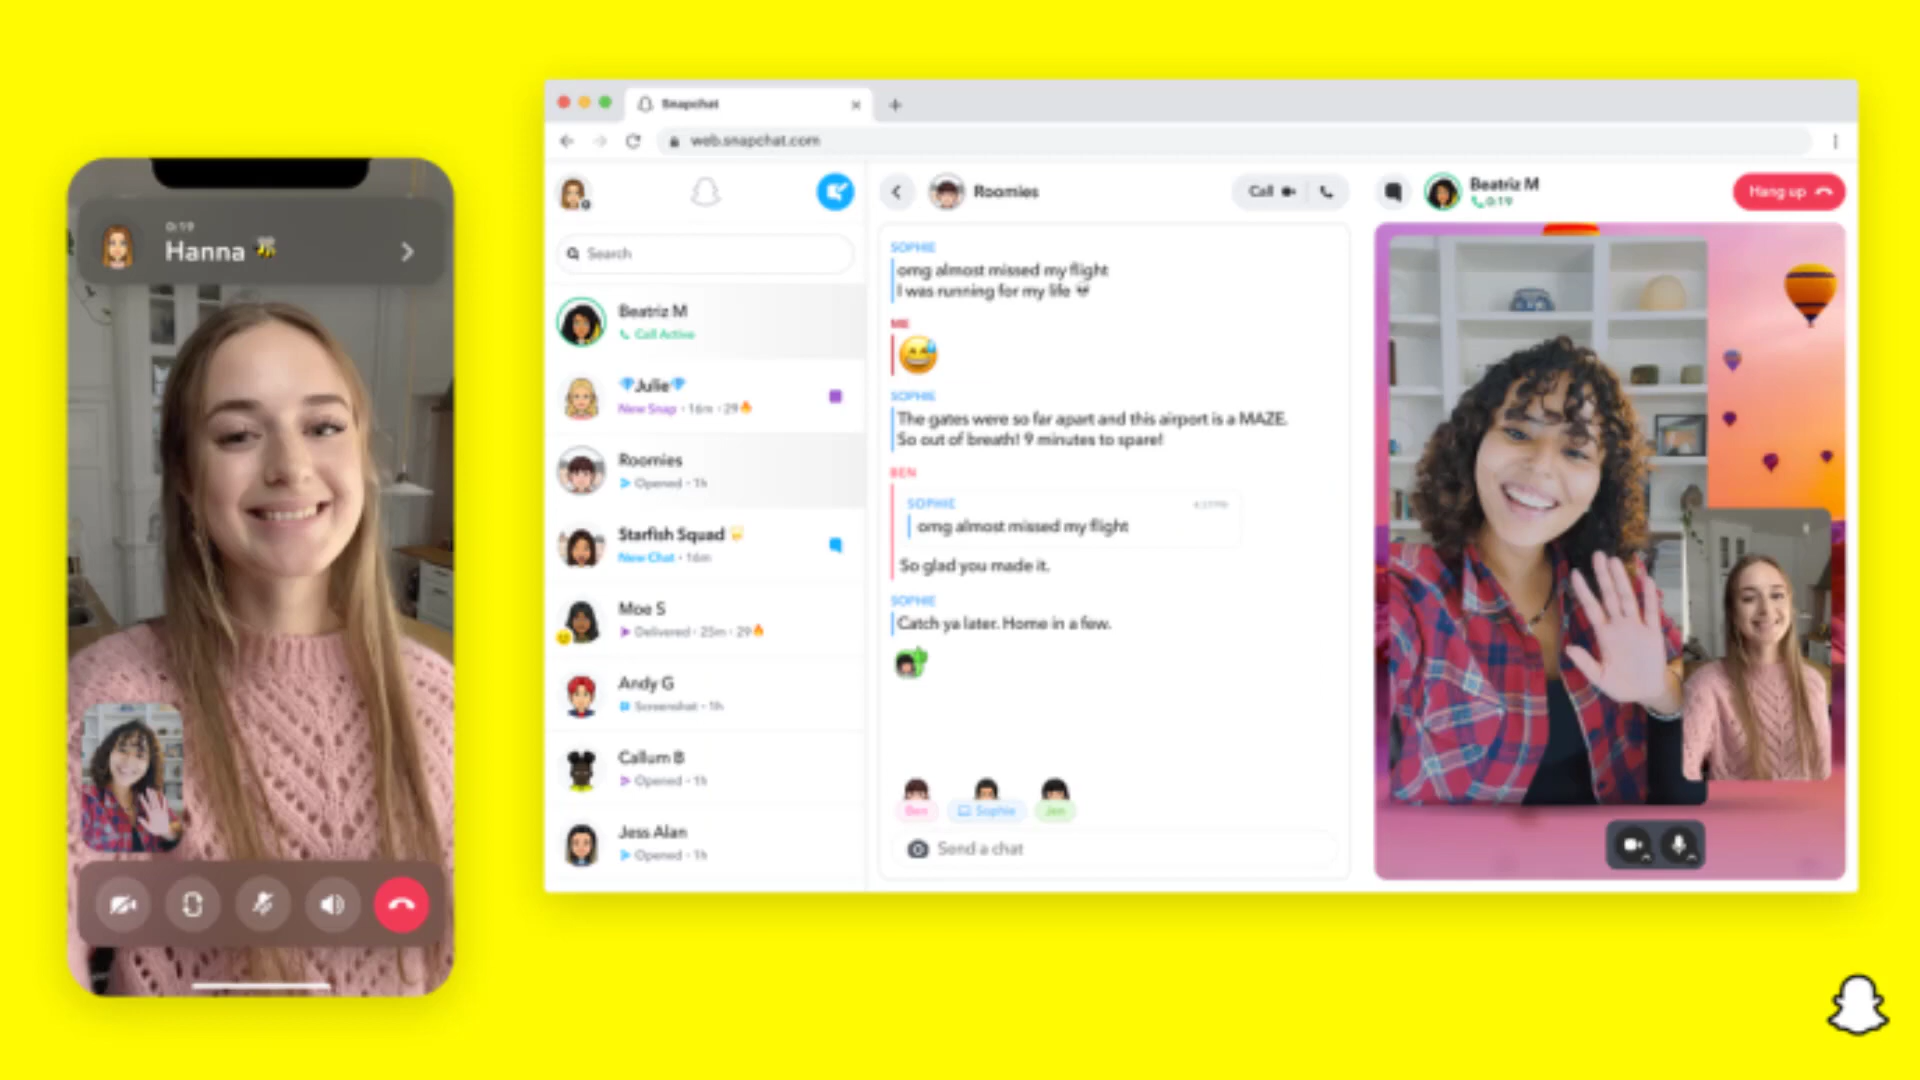 0:19
Hanna
Snapchat
web.snapchat.com
Search
Beatriz M
Call Active
Julie
New Snap · 16m · 29
Roomies
Opened · 1h
Starfish Squad
New Chat · 16m
Moe S
Delivered · 25m · 29
Andy G
Screenshot · 1h
Callum B
Opened · 1h
Jess Alan
Opened · 1h
Roomies
Call
SOPHIE
omg almost missed my flight
I was running for my life
ME
SOPHIE
The gates were so far apart and this airport is a MAZE.
So out of breath! 9 minutes to spare!
BEN
SOPHIE
omg almost missed my flight
So glad you made it.
SOPHIE
Catch ya later. Home in a few.
Ben
Sophie
Jen
Send a chat
Beatriz M
0:19
Hang up